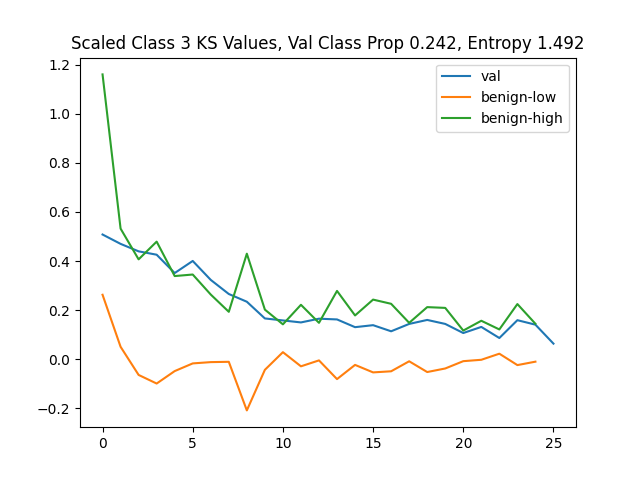 Scaled Class 3 KS Values, Val Class Prop 0.242, Entropy 1.492
val
benign-low
benign-high
1.2
1.0
0.8
0.6
0.4
0.2
0.0
−0.2
0 5 10 15 20 25